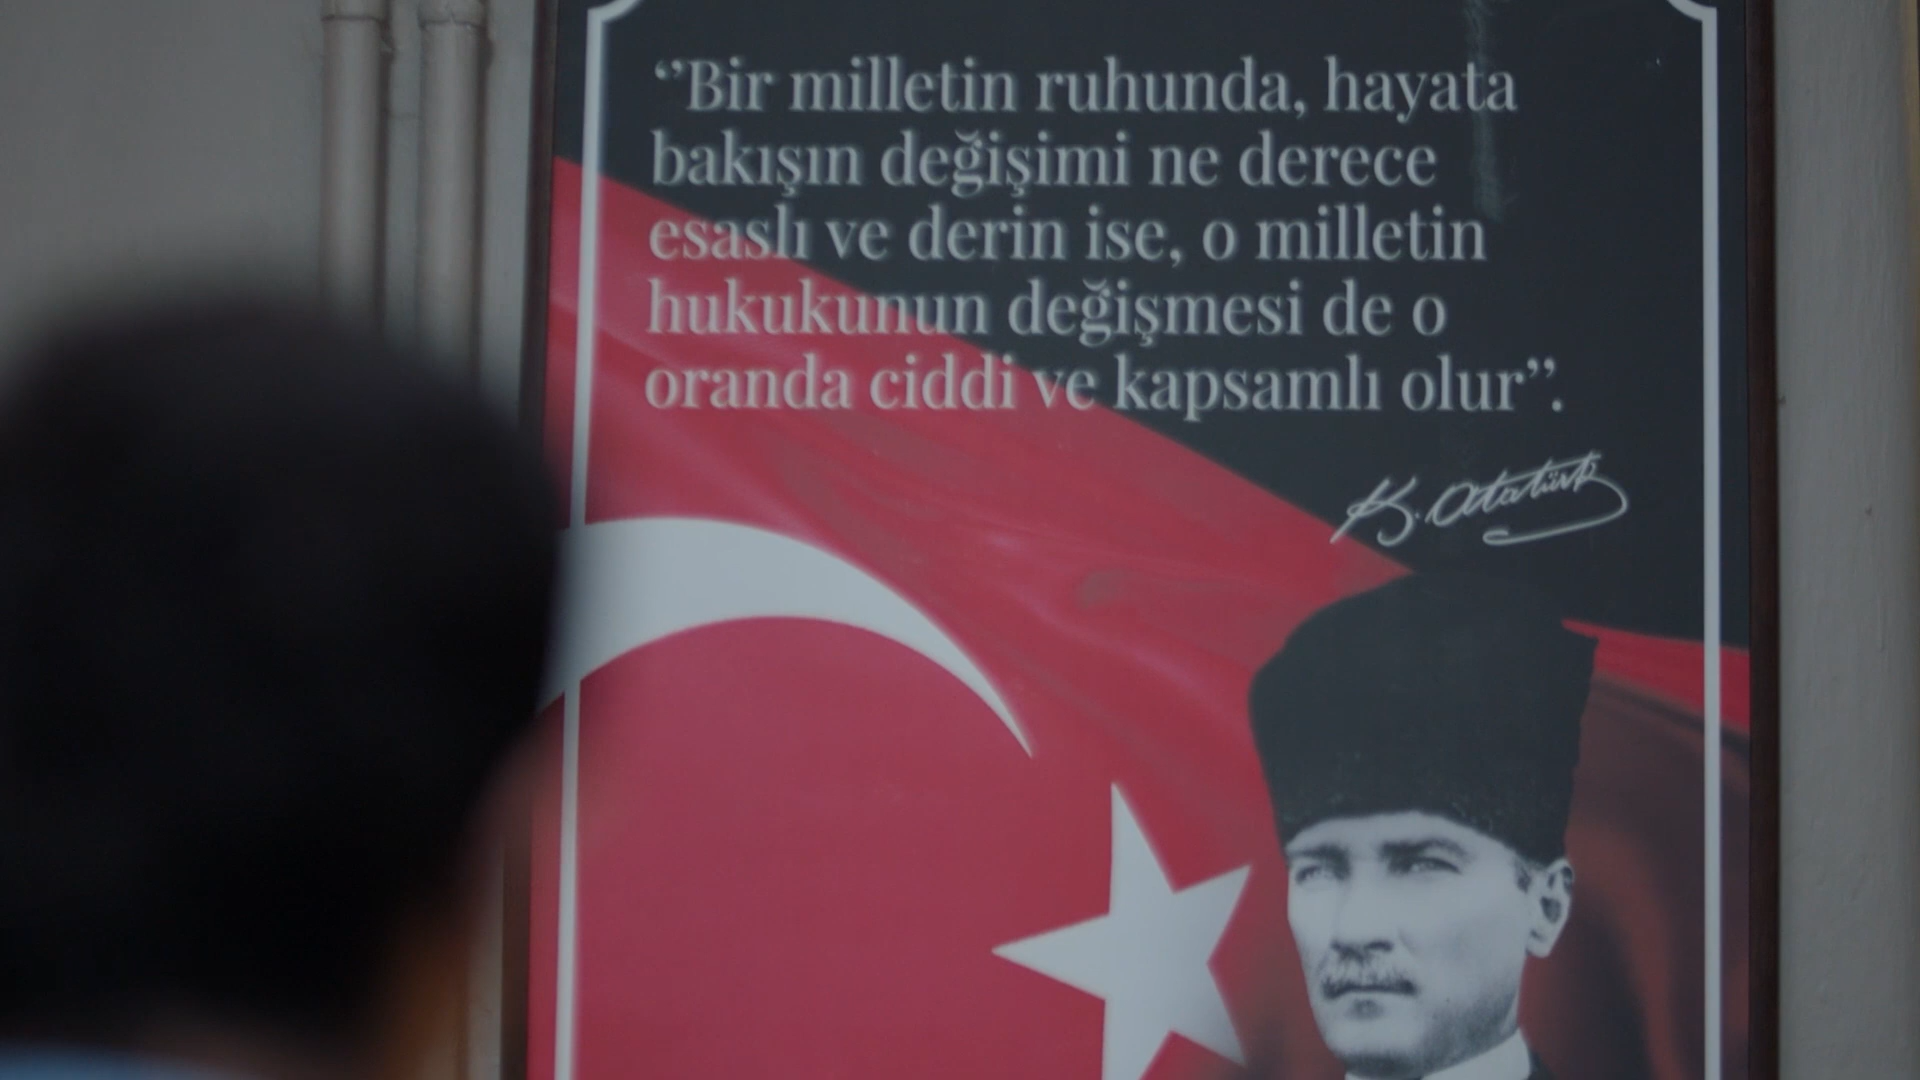 ‘’Bir milletin ruhunda, hayata
bakışın değişimi ne derece
esaslı ve derin ise, o milletin
hukukunun değişmesi de o
oranda ciddi ve kapsamlı olur’’.
K. Atatürk